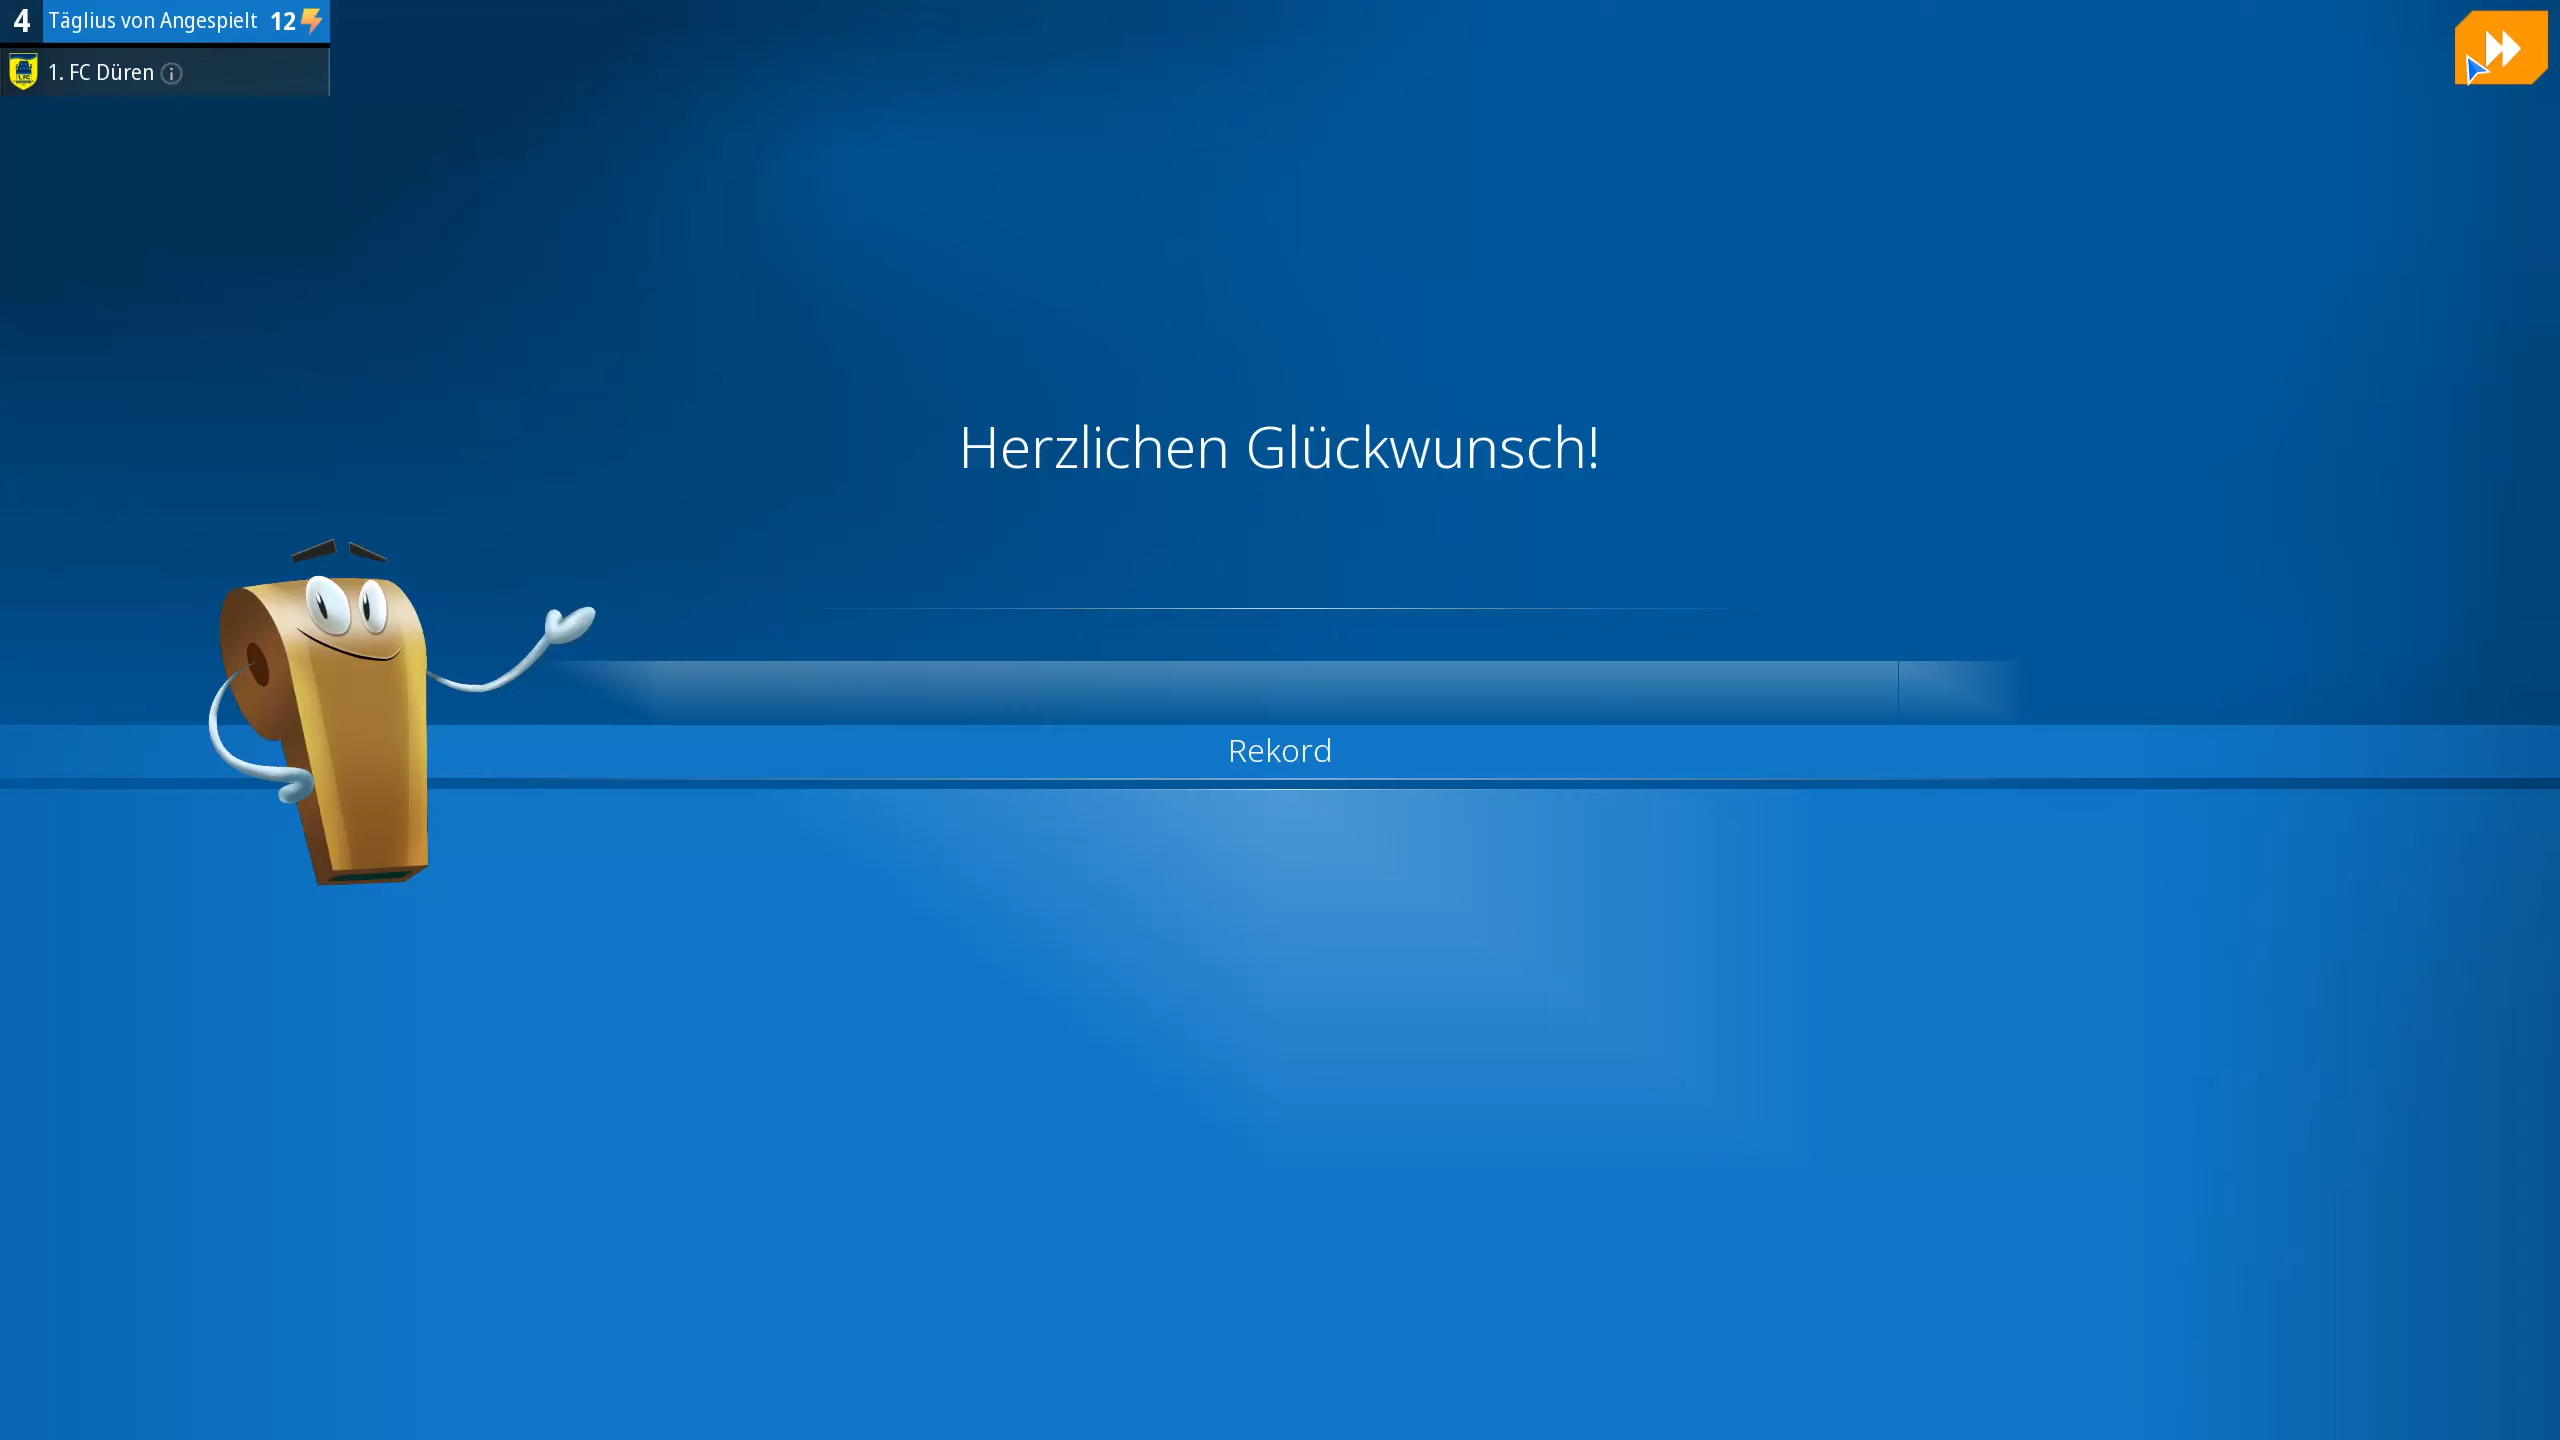 4 Täglius von Angespielt 12
1. FC Düren
Herzlichen Glückwunsch!
Rekord